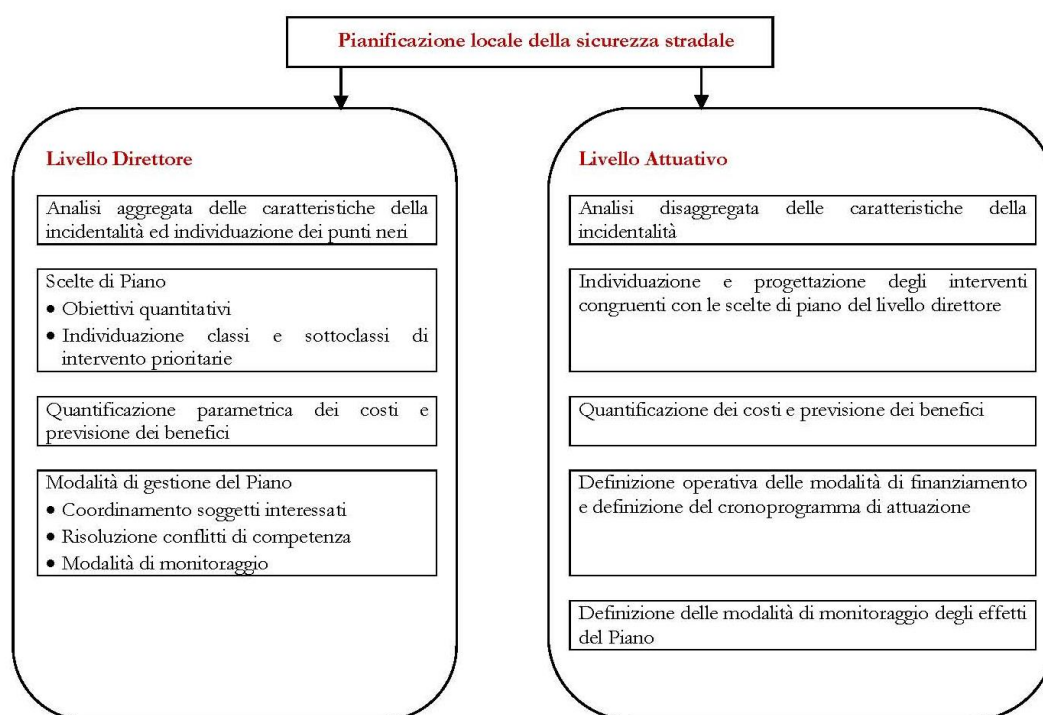 Pianificazione locale della sicurezza stradale
Livello Direttore
Analisi aggregata delle caratteristiche della
incidentalità ed individuazione dei punti neri
Scelte di Piano
• Obiettivi quantitativi
• Individuazione classi e sottoclassi di
intervento prioritarie
Quantificazione parametrica dei costi e
previsione dei benefici
Modalità di gestione del Piano
• Coordinamento soggetti interessati
• Risoluzione conflitti di competenza
• Modalità di monitoraggio
Livello Attuativo
Analisi disaggregata delle caratteristiche della
incidentalità
Individuazione e progettazione degli interventi
congruenti con le scelte di piano del livello direttore
Quantificazione dei costi e previsione dei benefici
Definizione operativa delle modalità di finanziamento
e definizione del cronoprogramma di attuazione
Definizione delle modalità di monitoraggio degli effetti
del Piano